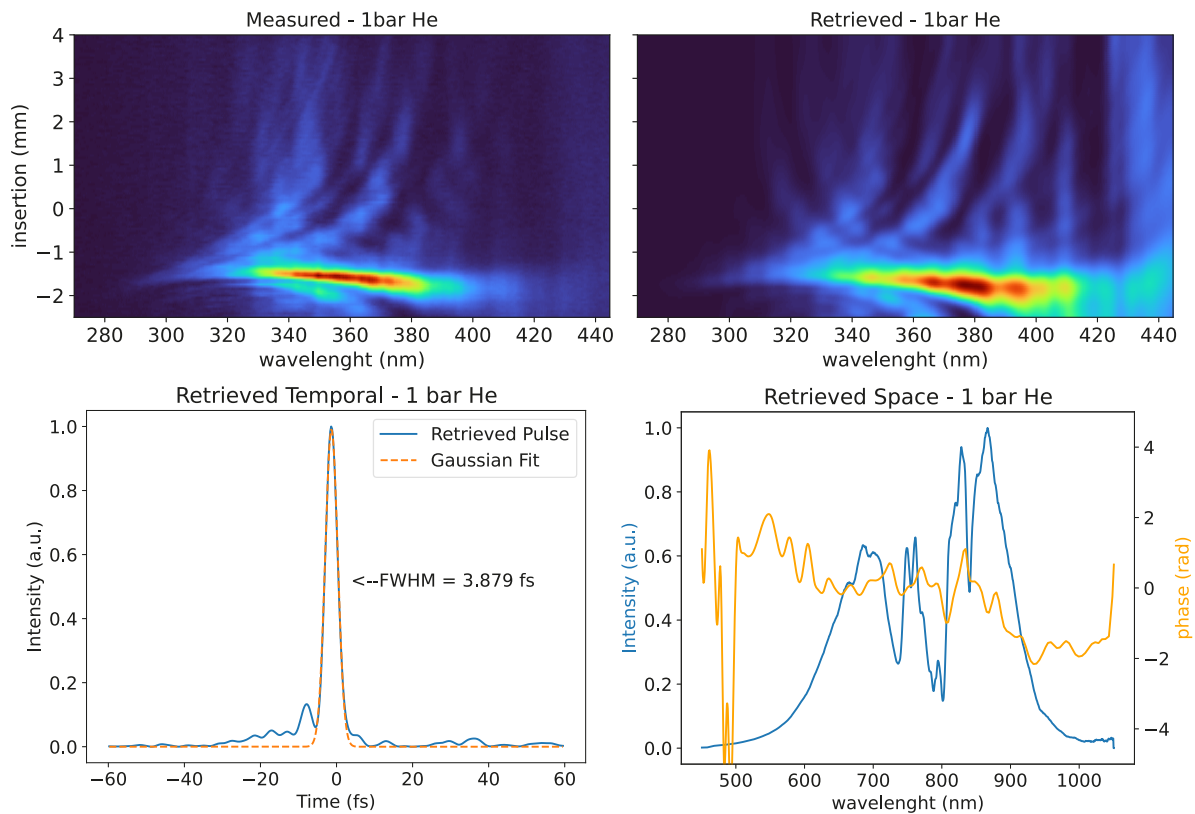 Measured - 1bar He
insertion (mm)
4
3
2
1
0
−1
−2
280 300 320 340 360 380 400 420 440
wavelenght (nm)
Retrieved - 1bar He
280 300 320 340 360 380 400 420 440
wavelenght (nm)
Retrieved Temporal - 1 bar He
Intensity (a.u.)
1.0
0.8
0.6
0.4
0.2
0.0
Retrieved Pulse
Gaussian Fit
<--FWHM = 3.879 fs
−60 −40 −20 0 20 40 60
Time (fs)
Retrieved Space - 1 bar He
Intensity (a.u.)
1.0
0.8
0.6
0.4
0.2
0.0
4
2
0
−2
−4
phase (rad)
500 600 700 800 900 1000
wavelenght (nm)